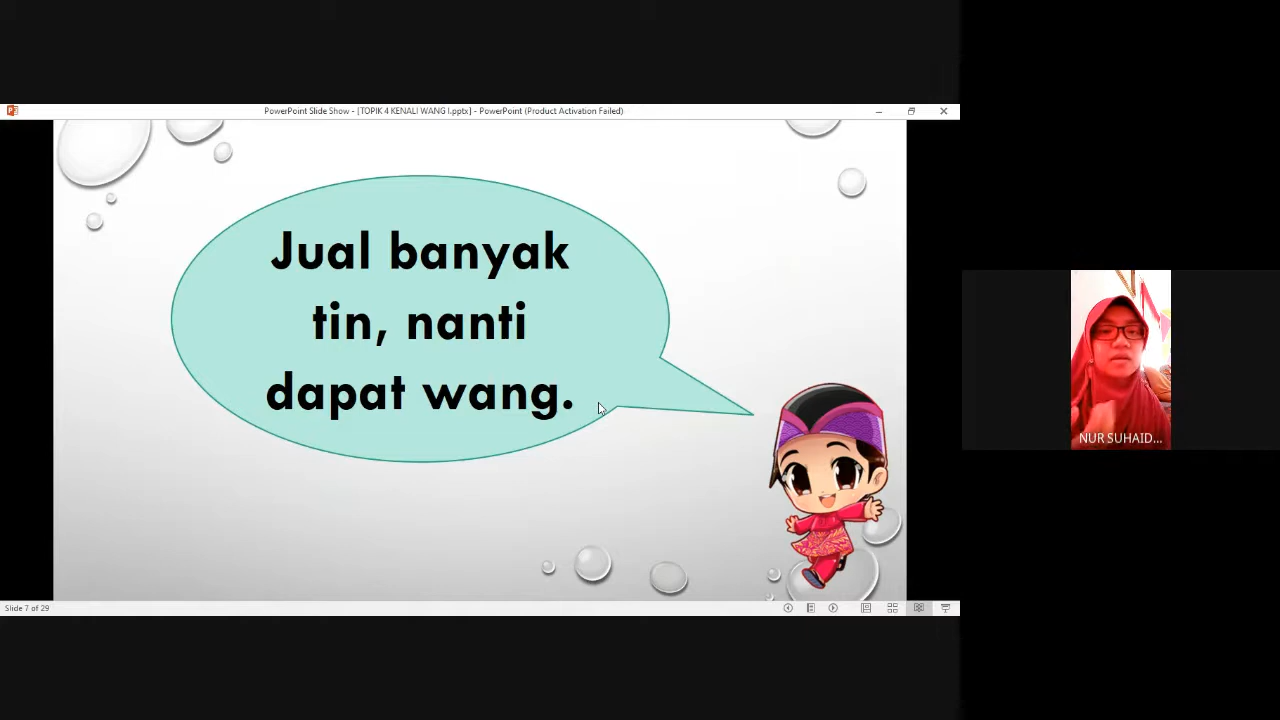 PowerPoint Slide Show - [TOPIK 4 KENALI WANG I.pptx] - PowerPoint (Product Activation Failed)
Jual banyak
tin, nanti
dapat wang.
NUR SUHAID...
Slide 7 of 29